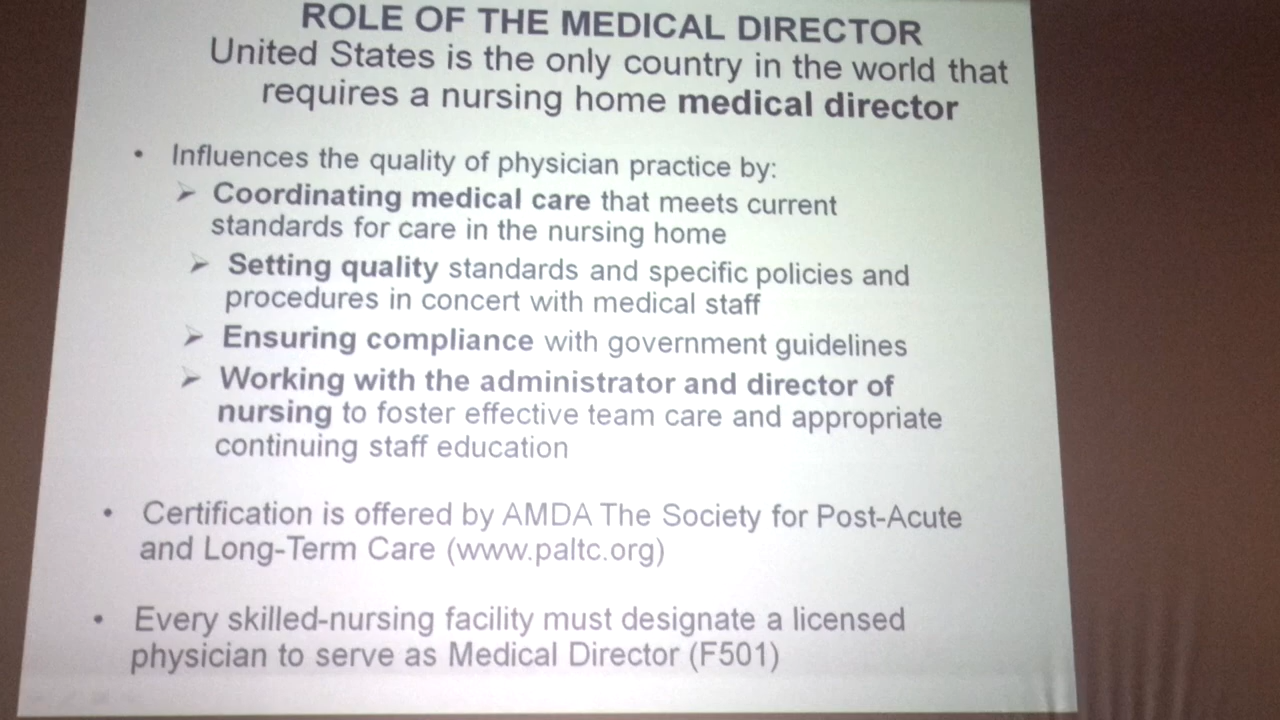 ROLE OF THE MEDICAL DIRECTOR
United States is the only country in the world that
requires a nursing home medical director
• Influences the quality of physician practice by:
➢ Coordinating medical care that meets current
standards for care in the nursing home
➢ Setting quality standards and specific policies and
procedures in concert with medical staff
➢ Ensuring compliance with government guidelines
➢ Working with the administrator and director of
nursing to foster effective team care and appropriate
continuing staff education
• Certification is offered by AMDA The Society for Post-Acute
and Long-Term Care (www.paltc.org)
• Every skilled-nursing facility must designate a licensed
physician to serve as Medical Director (F501)